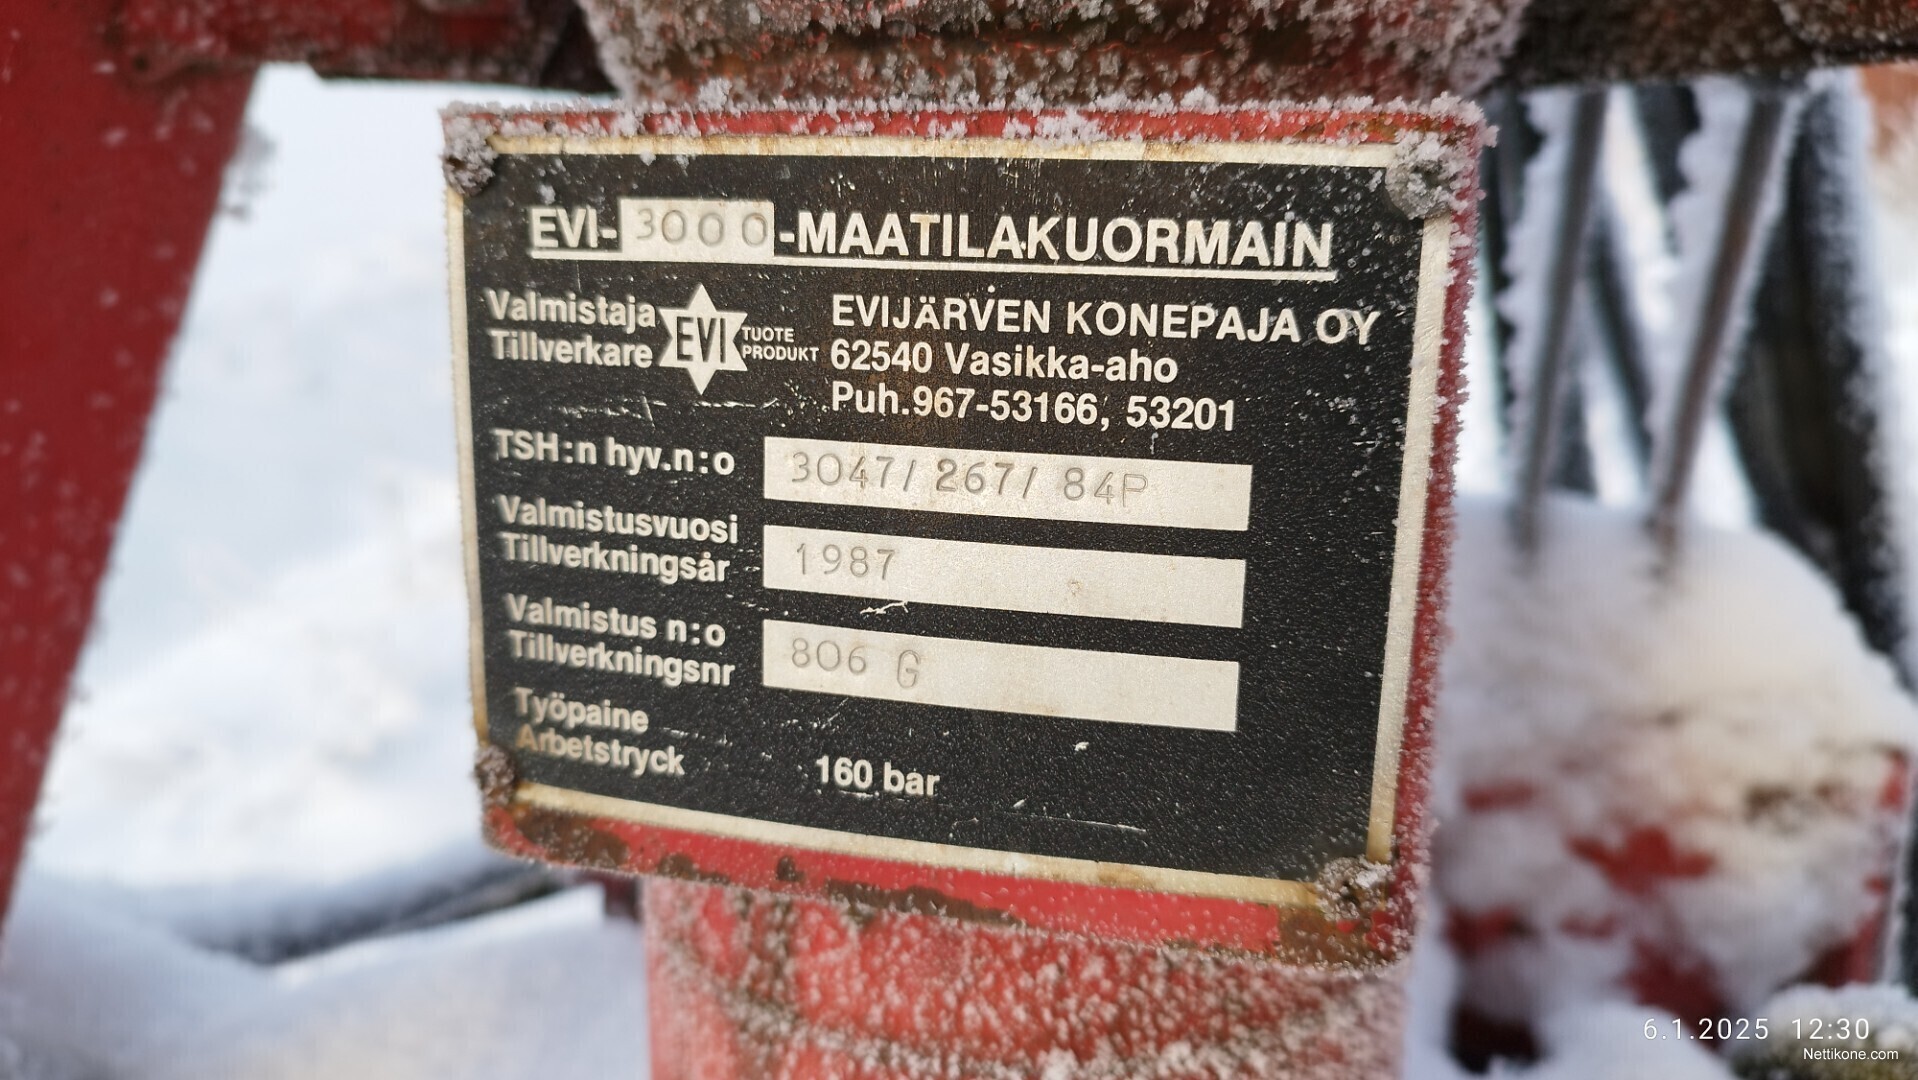 EVI-3000-MAATILAKUORMAIN
Valmistaja
Tillverkare
EVI
TUOTE
PRODUKT
EVIJÄRVEN KONEPAJA OY
62540 Vasikka-aho
Puh.967-53166, 53201
TSH:n hyv.n:o 3047/267/84P
Valmistusvuosi
Tillverkningsår
1987
Valmistus n:o
Tillverkningsnr
806 G
Työpaine
Arbetstryck
160 bar
6.1.2025 12:30
Nettikone.com